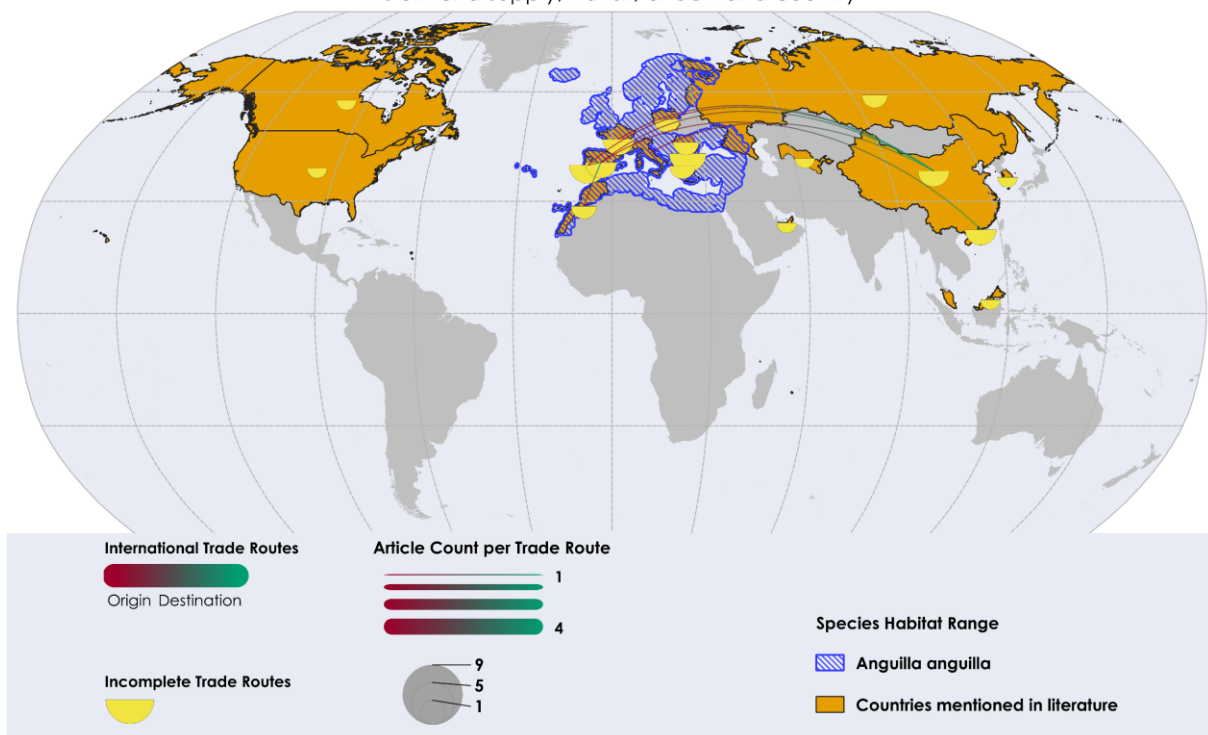 International Trade Routes
Origin Destination
Incomplete Trade Routes
Article Count per Trade Route
1
4
9
5
1
Species Habitat Range
Anguilla anguilla
Countries mentioned in literature